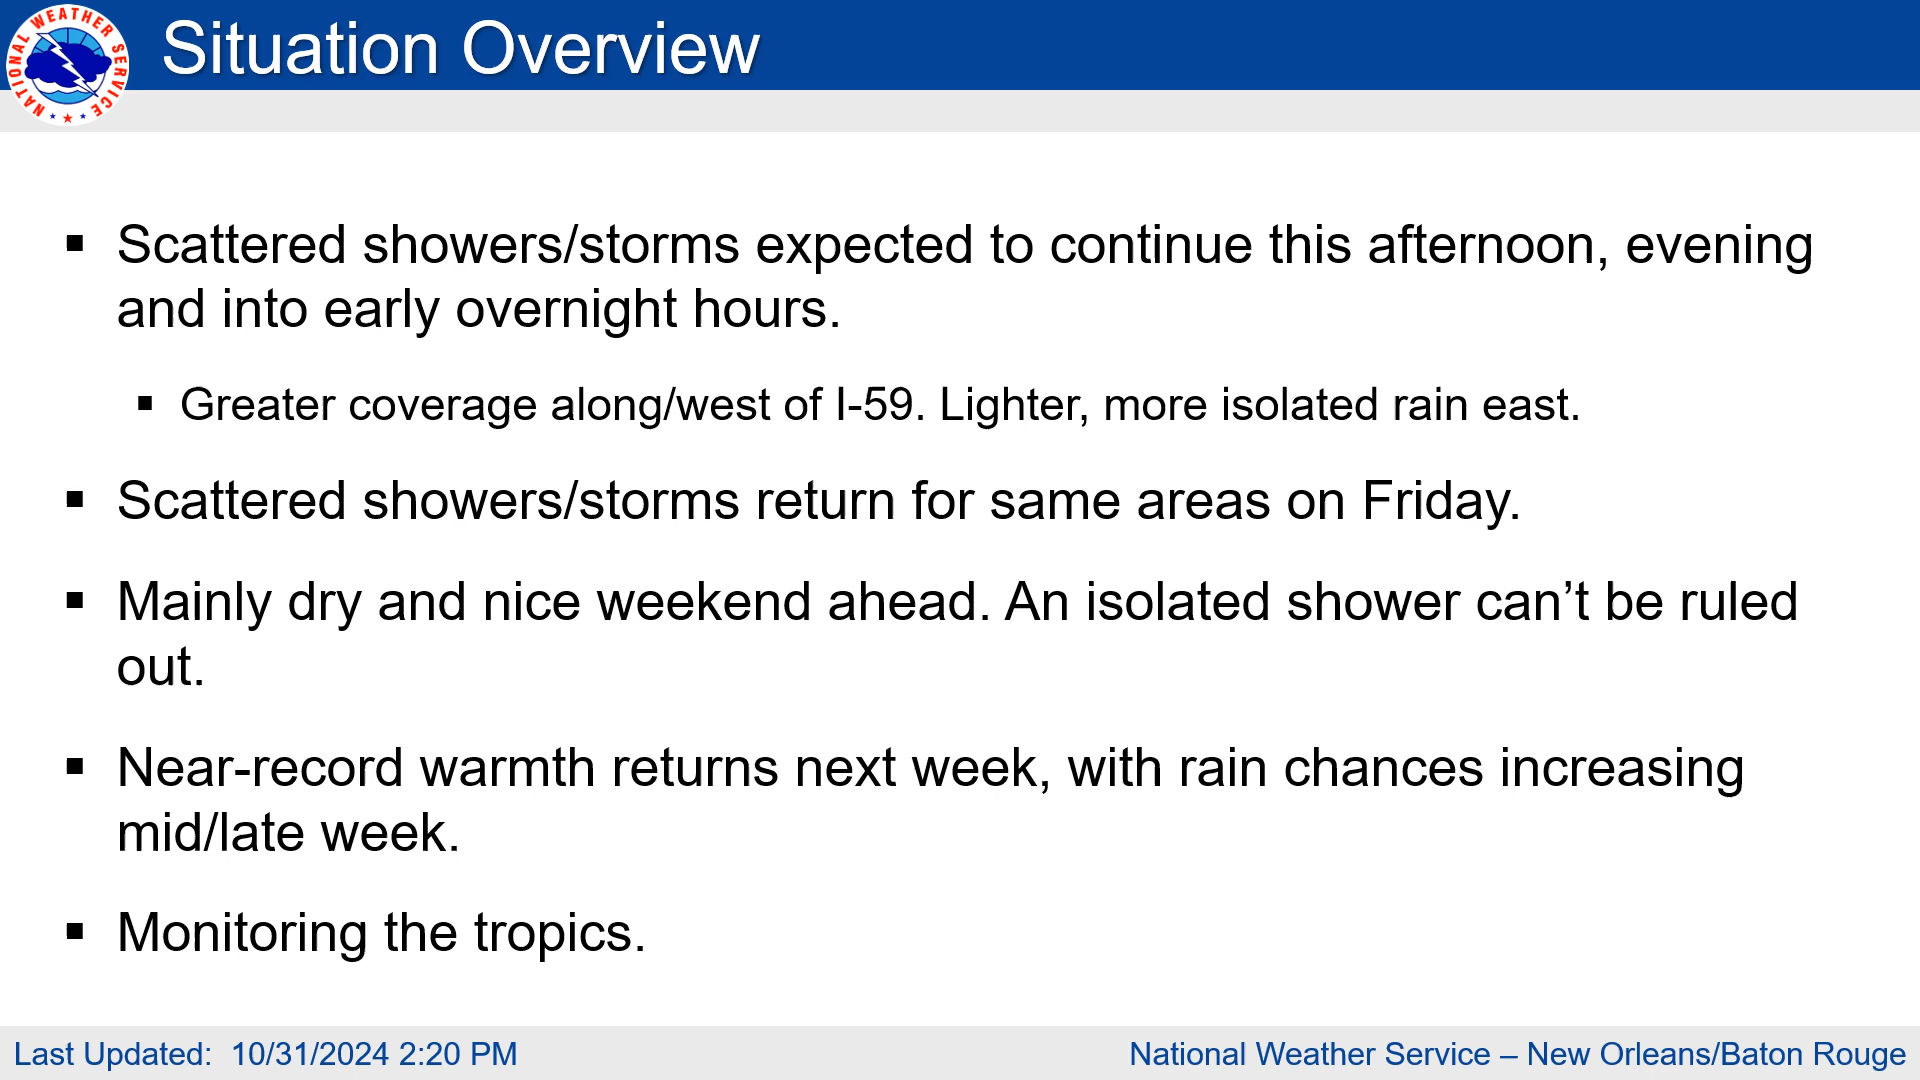 NATIONAL WEATHER SERVICE
Situation Overview
▪ Scattered showers/storms expected to continue this afternoon, evening
and into early overnight hours.
▪ Greater coverage along/west of I-59. Lighter, more isolated rain east.
▪ Scattered showers/storms return for same areas on Friday.
▪ Mainly dry and nice weekend ahead. An isolated shower can’t be ruled
out.
▪ Near-record warmth returns next week, with rain chances increasing
mid/late week.
▪ Monitoring the tropics.
Last Updated: 10/31/2024 2:20 PM
National Weather Service – New Orleans/Baton Rouge